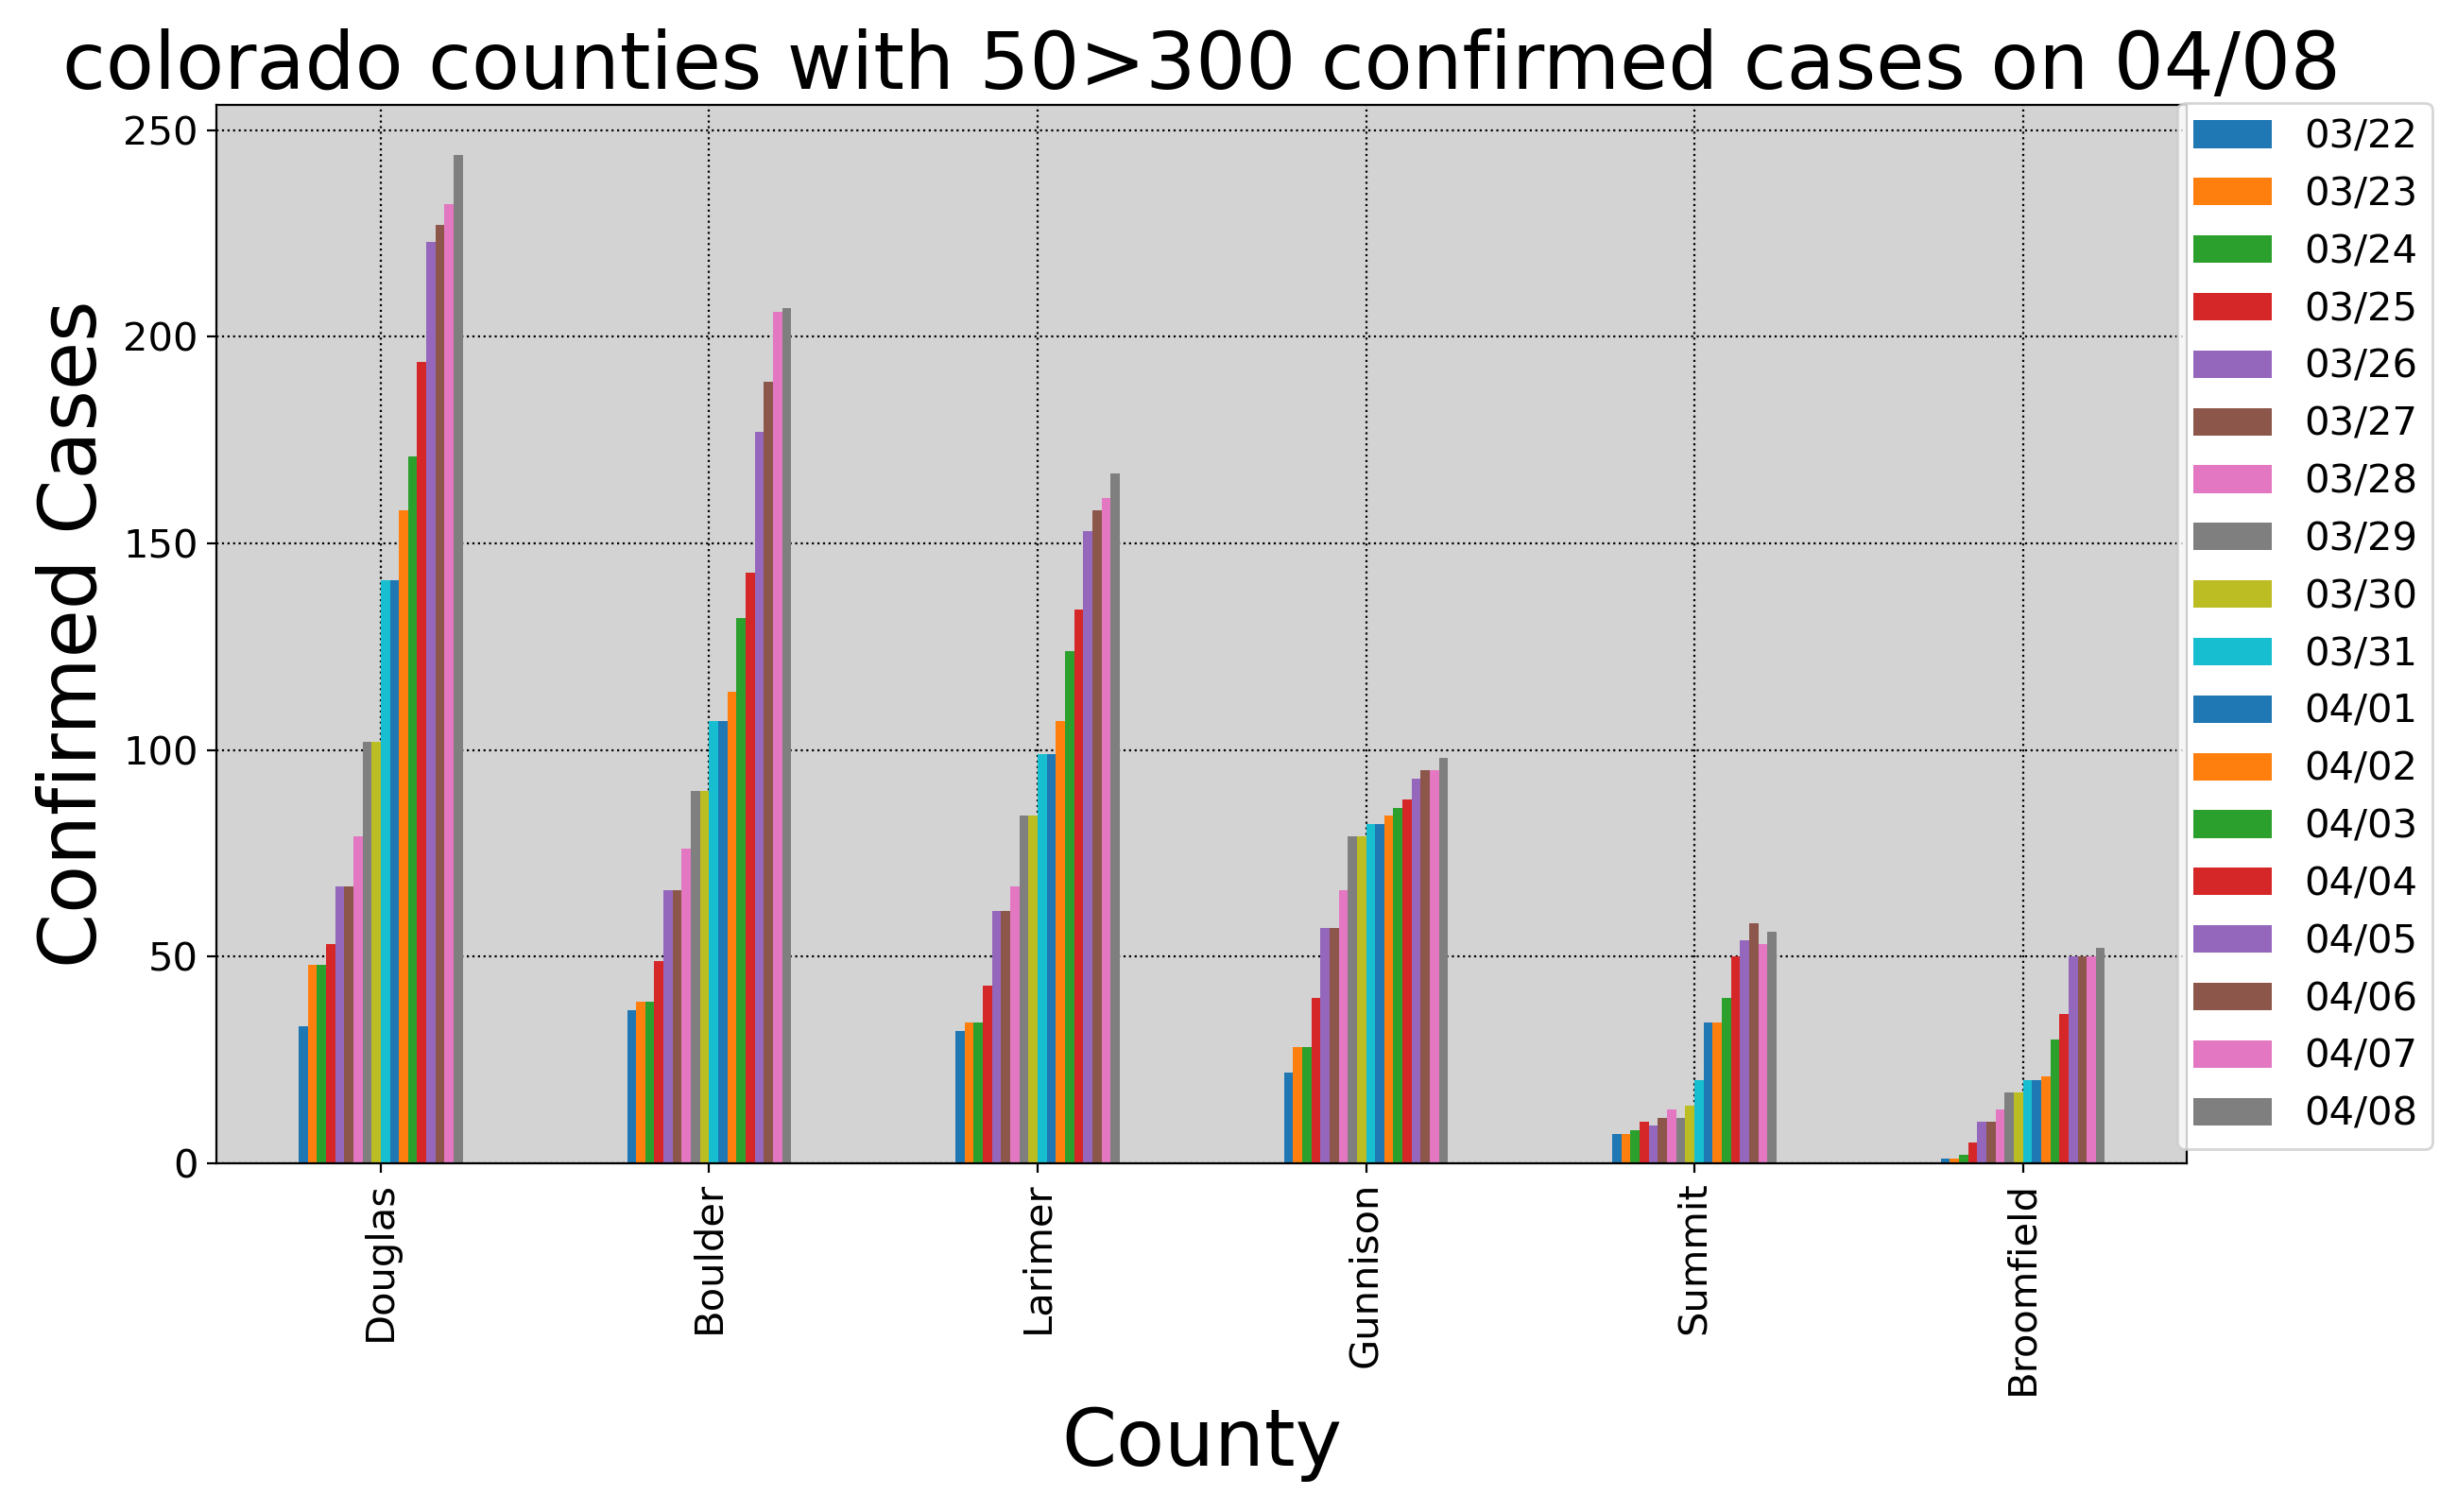 colorado counties with 50>300 confirmed cases on 04/08
Confirmed Cases
250
200
150
100
50
0
Douglas
Boulder
Larimer
Gunnison
Summit
Broomfield
County
03/22
03/23
03/24
03/25
03/26
03/27
03/28
03/29
03/30
03/31
04/01
04/02
04/03
04/04
04/05
04/06
04/07
04/08